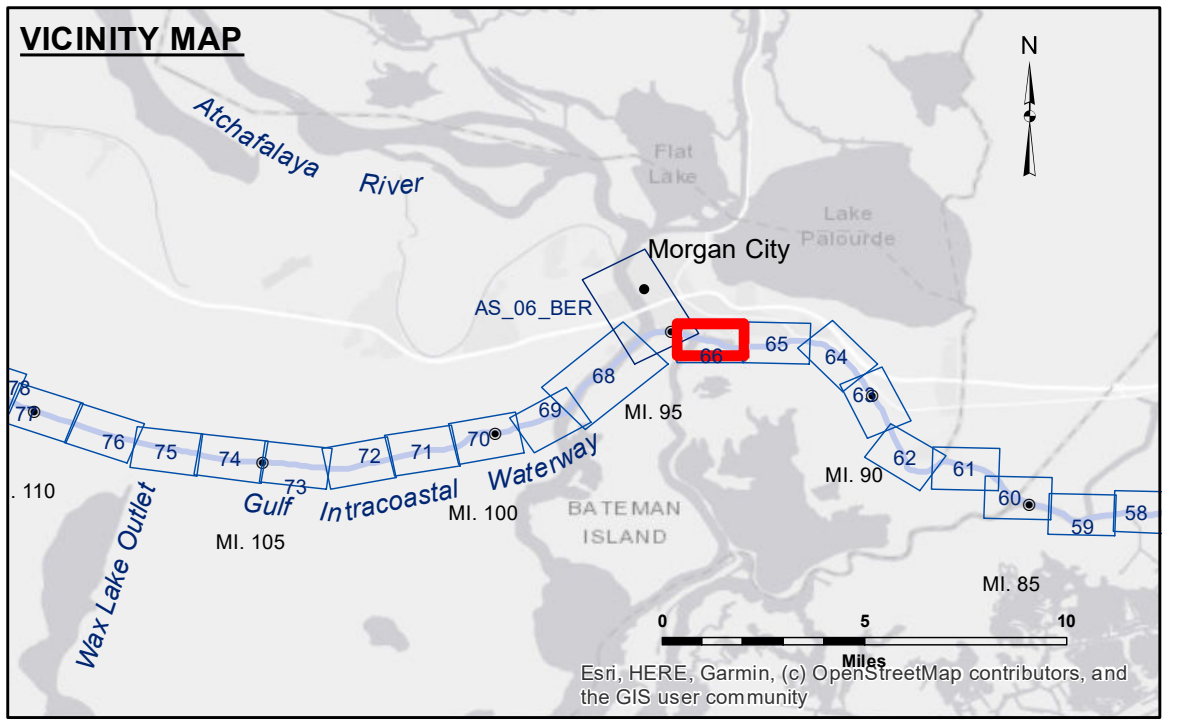 VICINITY MAP
N
Atchafalaya
River
Flat
Lake
Lake
Palourde
Morgan City
AS_06_BER
66
65
64
63
68
MI. 95
69
62
61
60
59
58
MI. 90
MI. 85
78
77
76
75
74
73
72
71
70
. 110
Wax Lake Outlet
Gulf Intracoastal Waterway
MI. 105
MI. 100
BATEMAN
ISLAND
0 5 10
Miles
Esri, HERE, Garmin, (c) OpenStreetMap contributors, and
the GIS user community